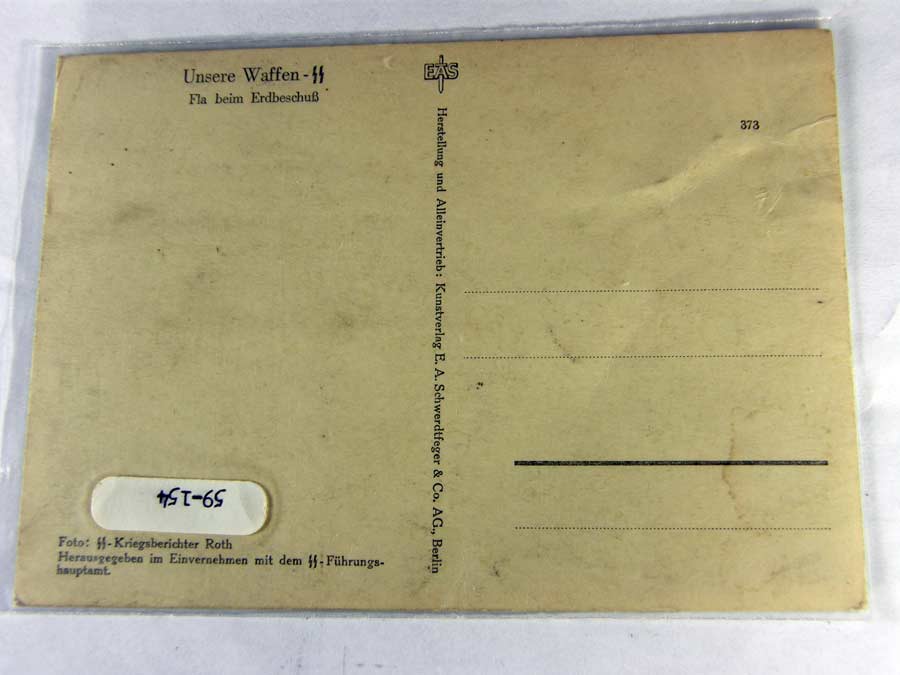 Unsere Waffen-SS
Fla beim Erdbeschuß
EAS
Herstellung und Alleinvertrieb: Kunstverlag E. A. Schwerdtfeger & Co. AG., Berlin
373
59-154
Foto: SS-Kriegsberichter Roth
Herausgegeben im Einvernehmen mit dem SS-Führungs-
hauptamt.